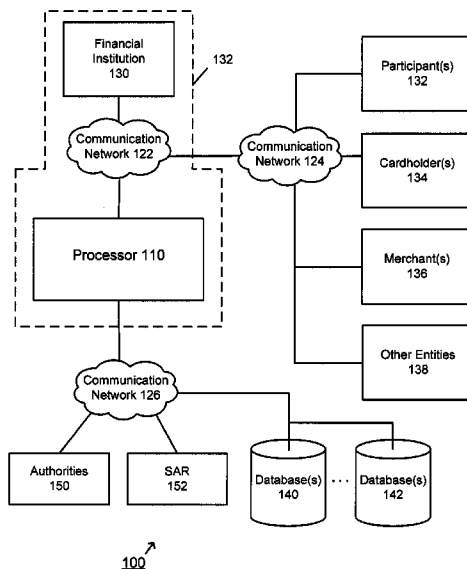 Financial
Institution
130
132
Communication
Network 122
Communication
Network 124
Participant(s)
132
Cardholder(s)
134
Merchant(s)
136
Other Entities
138
Processor 110
Communication
Network 126
Authorities
150
SAR
152
Database(s)
140
...
Database(s)
142
100